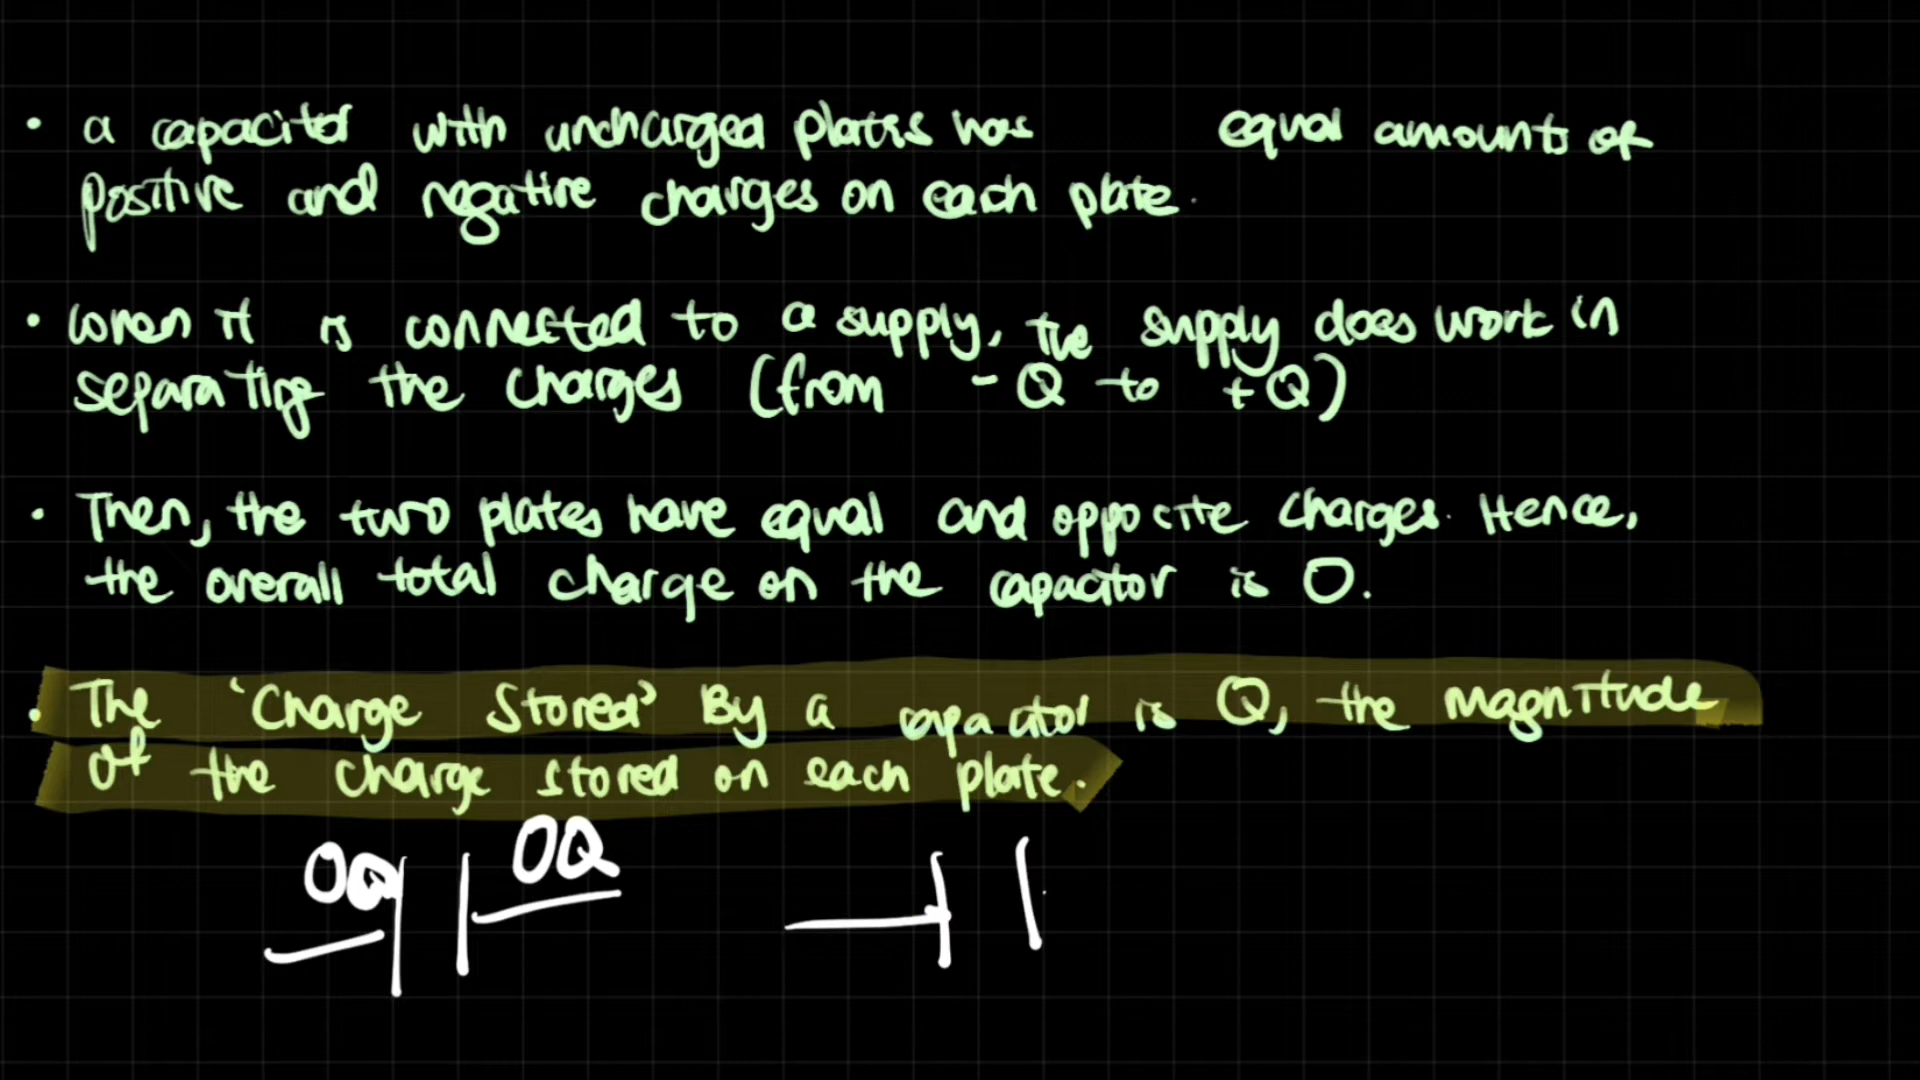 • a capacitor with uncharged plates has equal amounts of
positive and negative charges on each plate.
• when it is connected to a supply, the supply does work in
separating the charges (from - Q to + Q)
• Then, the two plates have equal and opposite charges. Hence,
the overall total charge on the capacitor is 0.
• The 'Charge Stored' By a capacitor is Q, the magnitude
of the charge stored on each plate.
0Q 0Q